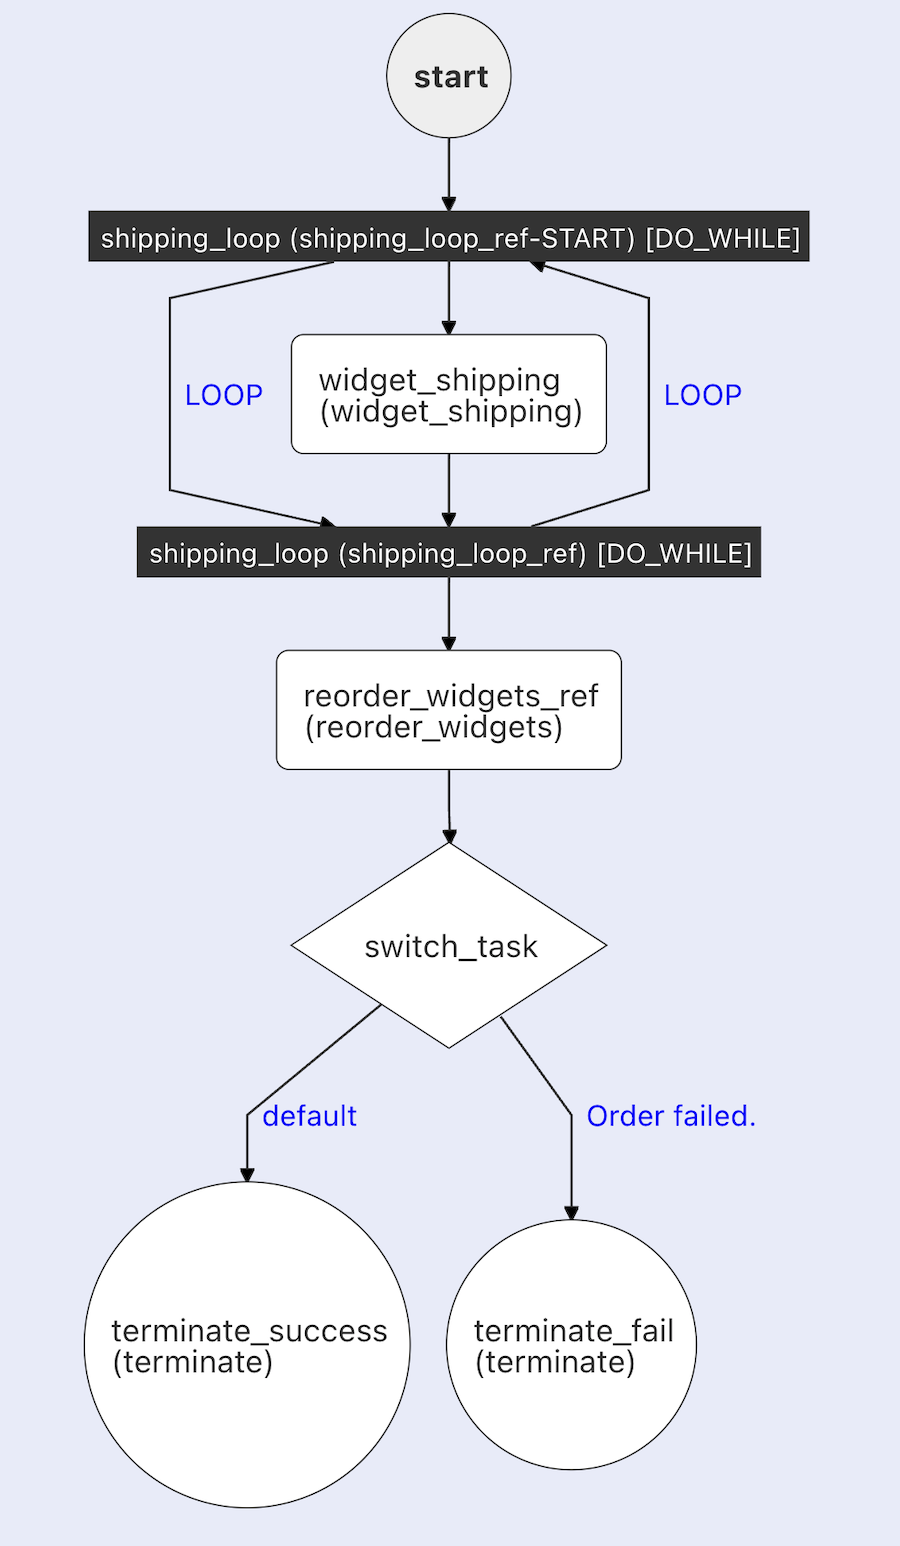 start
shipping_loop (shipping_loop_ref-START) [DO_WHILE]
LOOP
widget_shipping
(widget_shipping)
LOOP
shipping_loop (shipping_loop_ref) [DO_WHILE]
reorder_widgets_ref
(reorder_widgets)
switch_task
default
Order failed.
terminate_success
(terminate)
terminate_fail
(terminate)